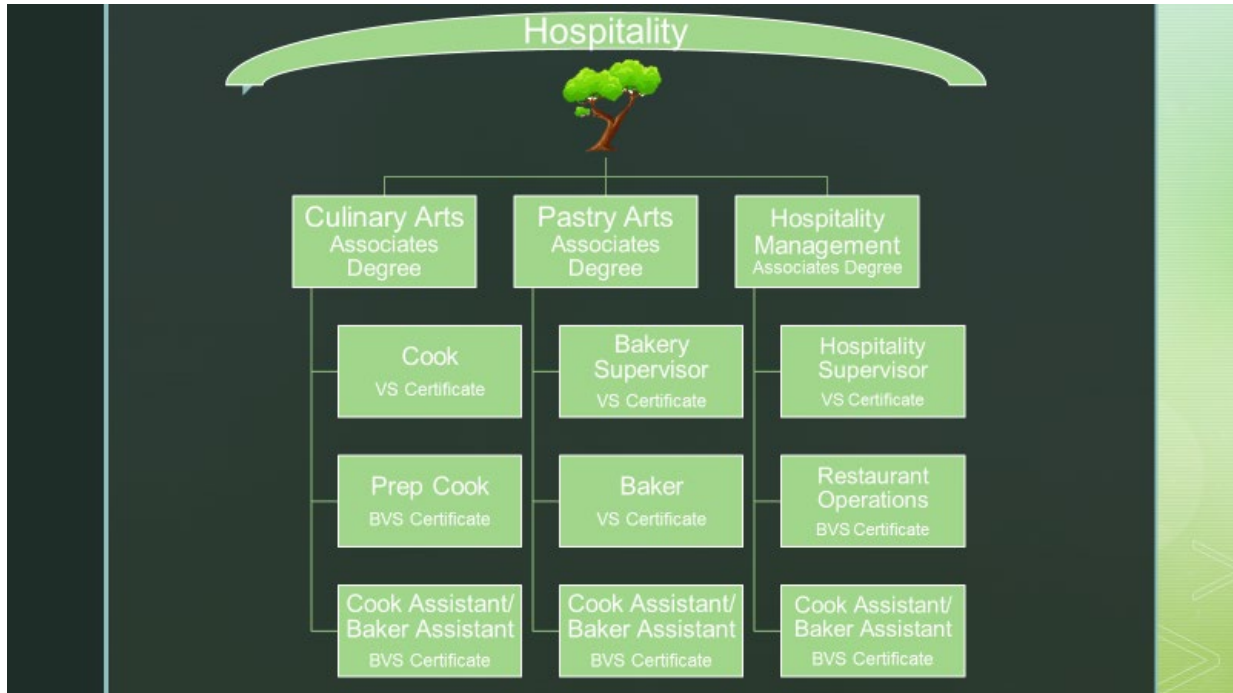 Hospitality
Culinary Arts
Associates
Degree
Pastry Arts
Associates
Degree
Hospitality
Management
Associates Degree
Cook
VS Certificate
Bakery
Supervisor
VS Certificate
Hospitality
Supervisor
VS Certificate
Prep Cook
BVS Certificate
Baker
VS Certificate
Restaurant
Operations
BVS Certificate
Cook Assistant/
Baker Assistant
BVS Certificate
Cook Assistant/
Baker Assistant
BVS Certificate
Cook Assistant/
Baker Assistant
BVS Certificate